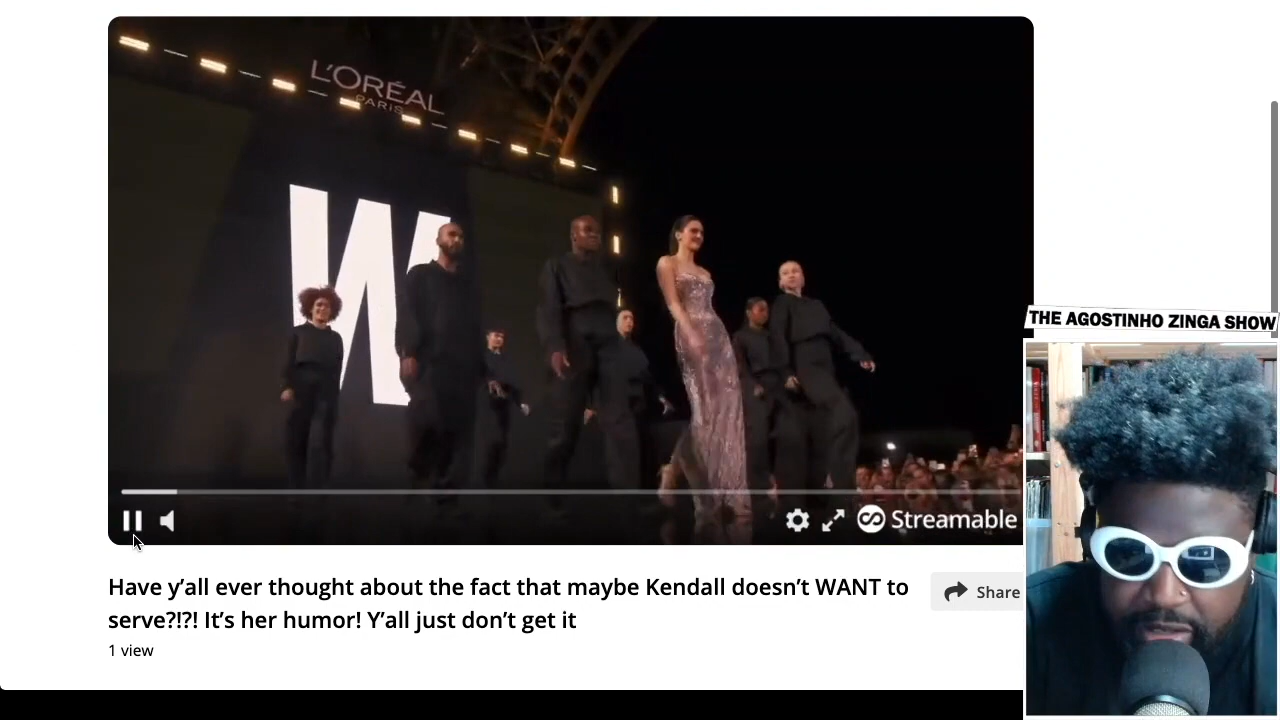 L'ORÉAL
PARIS
W
THE AGOSTINHO ZINGA SHOW
Streamable
Have y’all ever thought about the fact that maybe Kendall doesn’t WANT to
serve?!?! It’s her humor! Y’all just don’t get it
Share
1 view